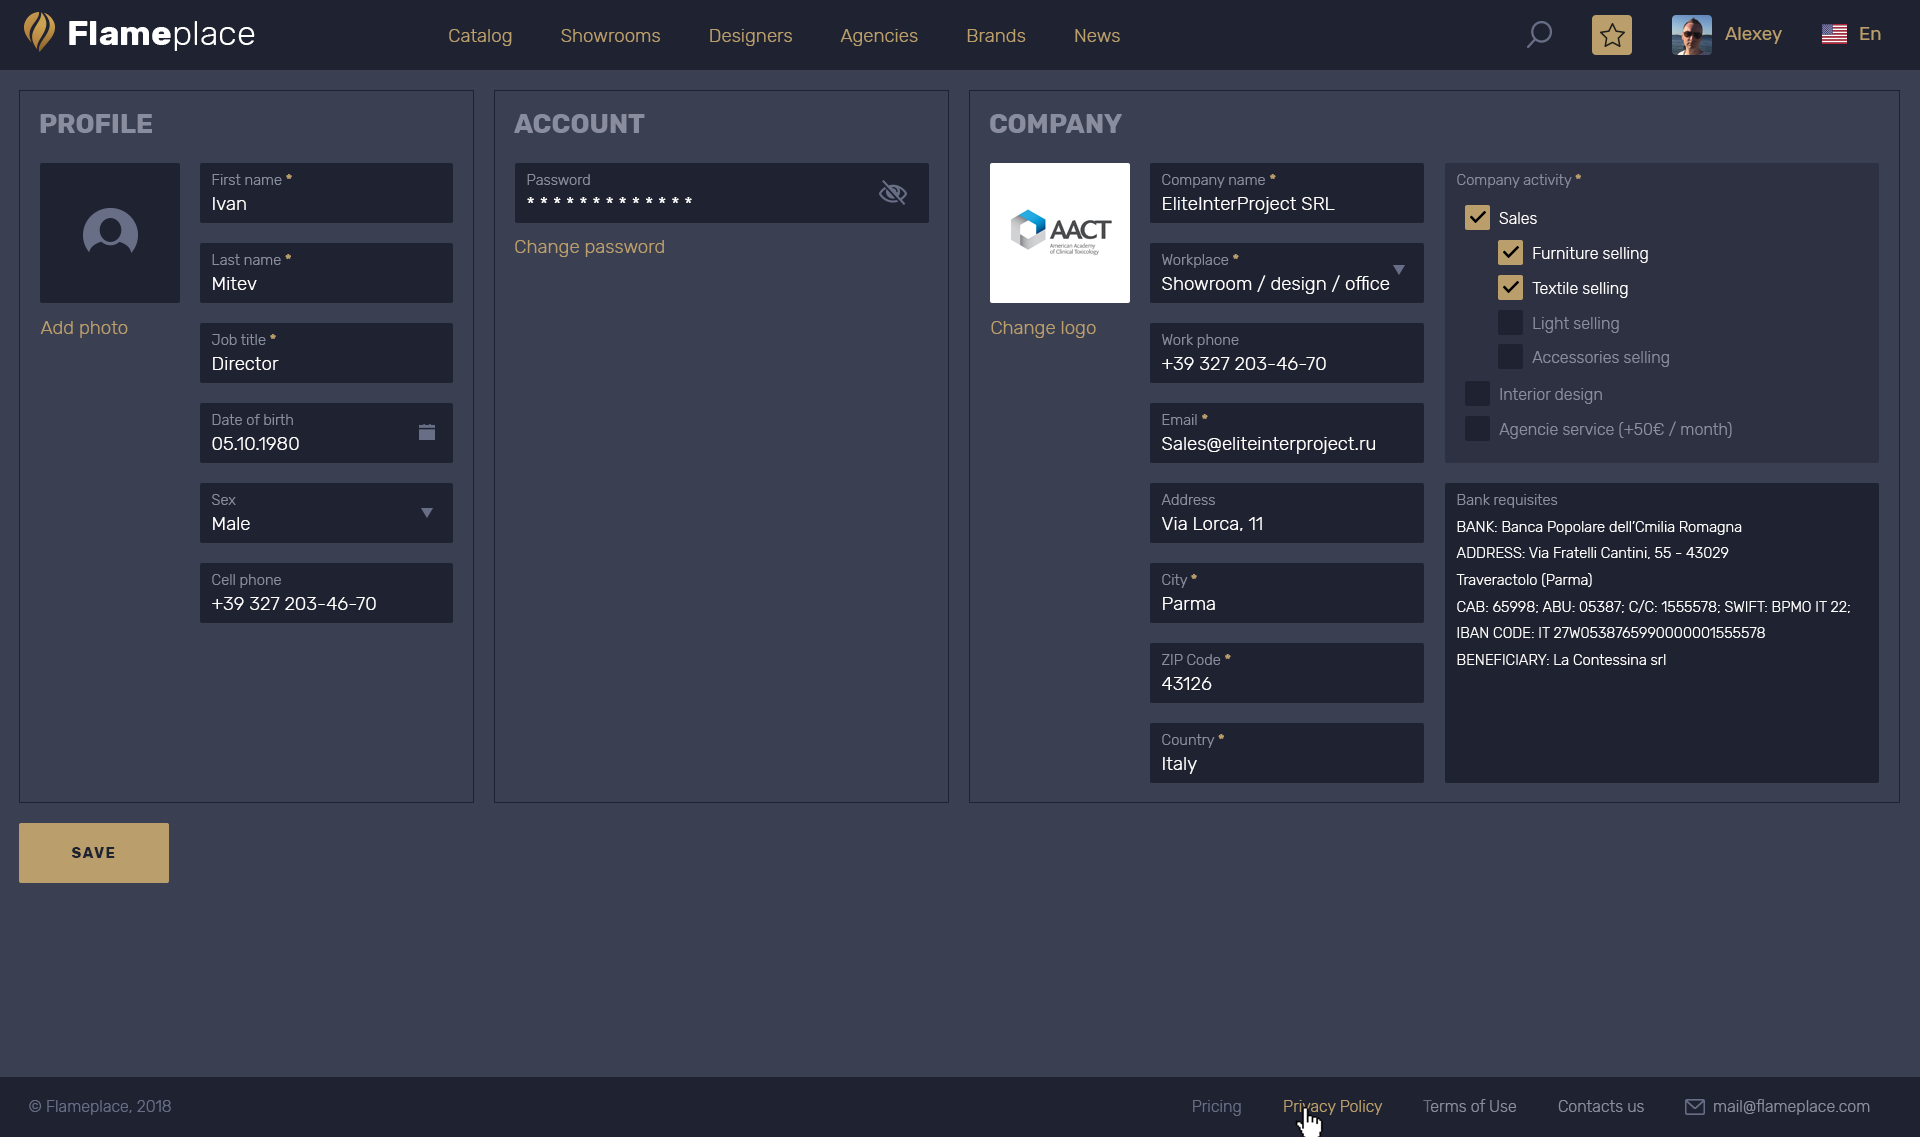 Flameplace
Catalog
Showrooms
Designers
Agencies
Brands
News
Alexey
En
PROFILE
First name *
Ivan
Last name *
Mitev
Add photo
Job title *
Director
Date of birth
05.10.1980
Sex
Male
Cell phone
+39 327 203-46-70
ACCOUNT
Password
* * * * * * * * * * * * *
Change password
COMPANY
AACT
American Academy
of Clinical Toxicology
Change logo
Company name *
EliteInterProject SRL
Workplace *
Showroom / design / office
Work phone
+39 327 203-46-70
Email *
Sales@eliteinterproject.ru
Address
Via Lorca, 11
City *
Parma
ZIP Code *
43126
Country *
Italy
Company activity *
Sales
Furniture selling
Textile selling
Light selling
Accessories selling
Interior design
Agencie service (+50€ / month)
Bank requisites
BANK: Banca Popolare dell'Cmilia Romagna
ADDRESS: Via Fratelli Cantini, 55 - 43029
Traveractolo (Parma)
CAB: 65998; ABU: 05387; C/C: 1555578; SWIFT: BPMO IT 22;
IBAN CODE: IT 27W0538765990000001555578
BENEFICIARY: La Contessina srl
SAVE
© Flameplace, 2018
Pricing
Privacy Policy
Terms of Use
Contacts us
mail@flameplace.com